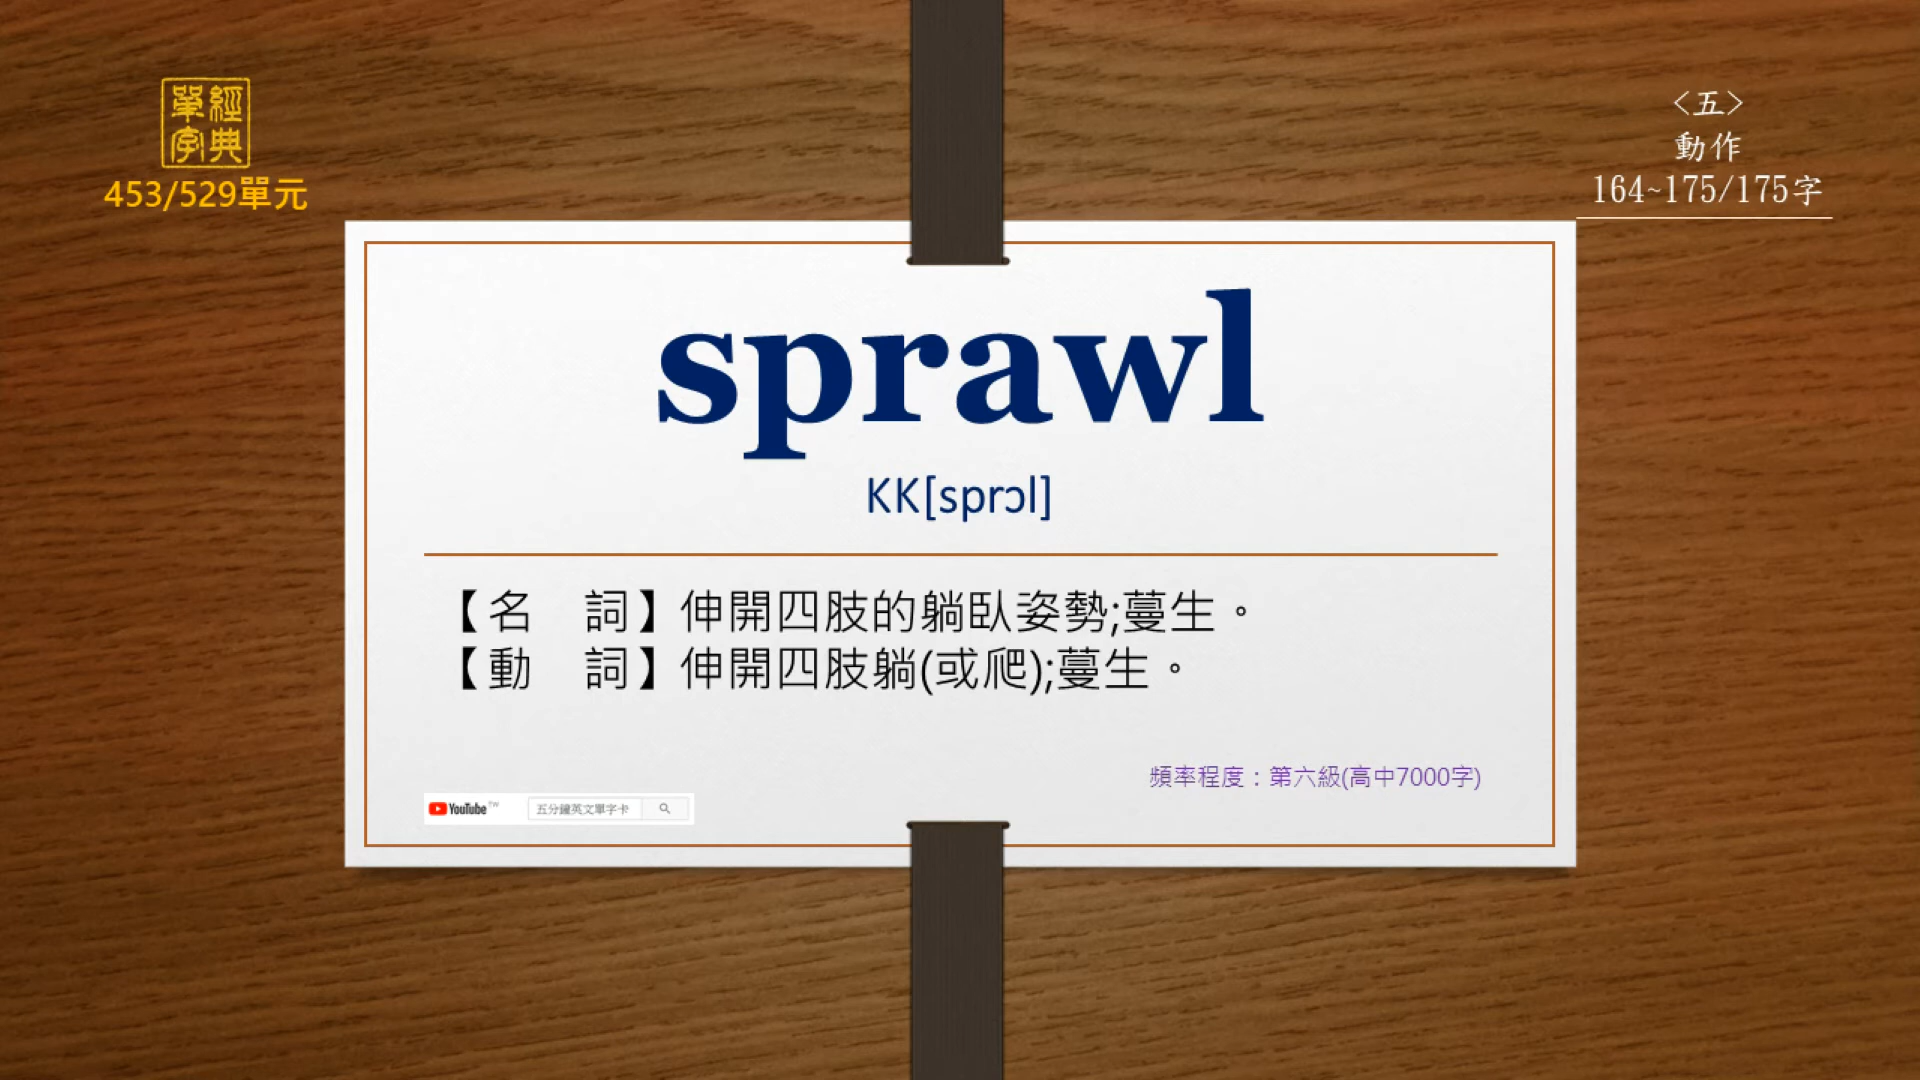 經典單字
453/529單元
<五>
動作
164~175/175字
sprawl
KK[sprɔl]
【名　詞】伸開四肢的躺臥姿勢;蔓生。
【動　詞】伸開四肢躺(或爬);蔓生。
頻率程度：第六級(高中7000字)
YouTube TW 五分鐘英文單字卡